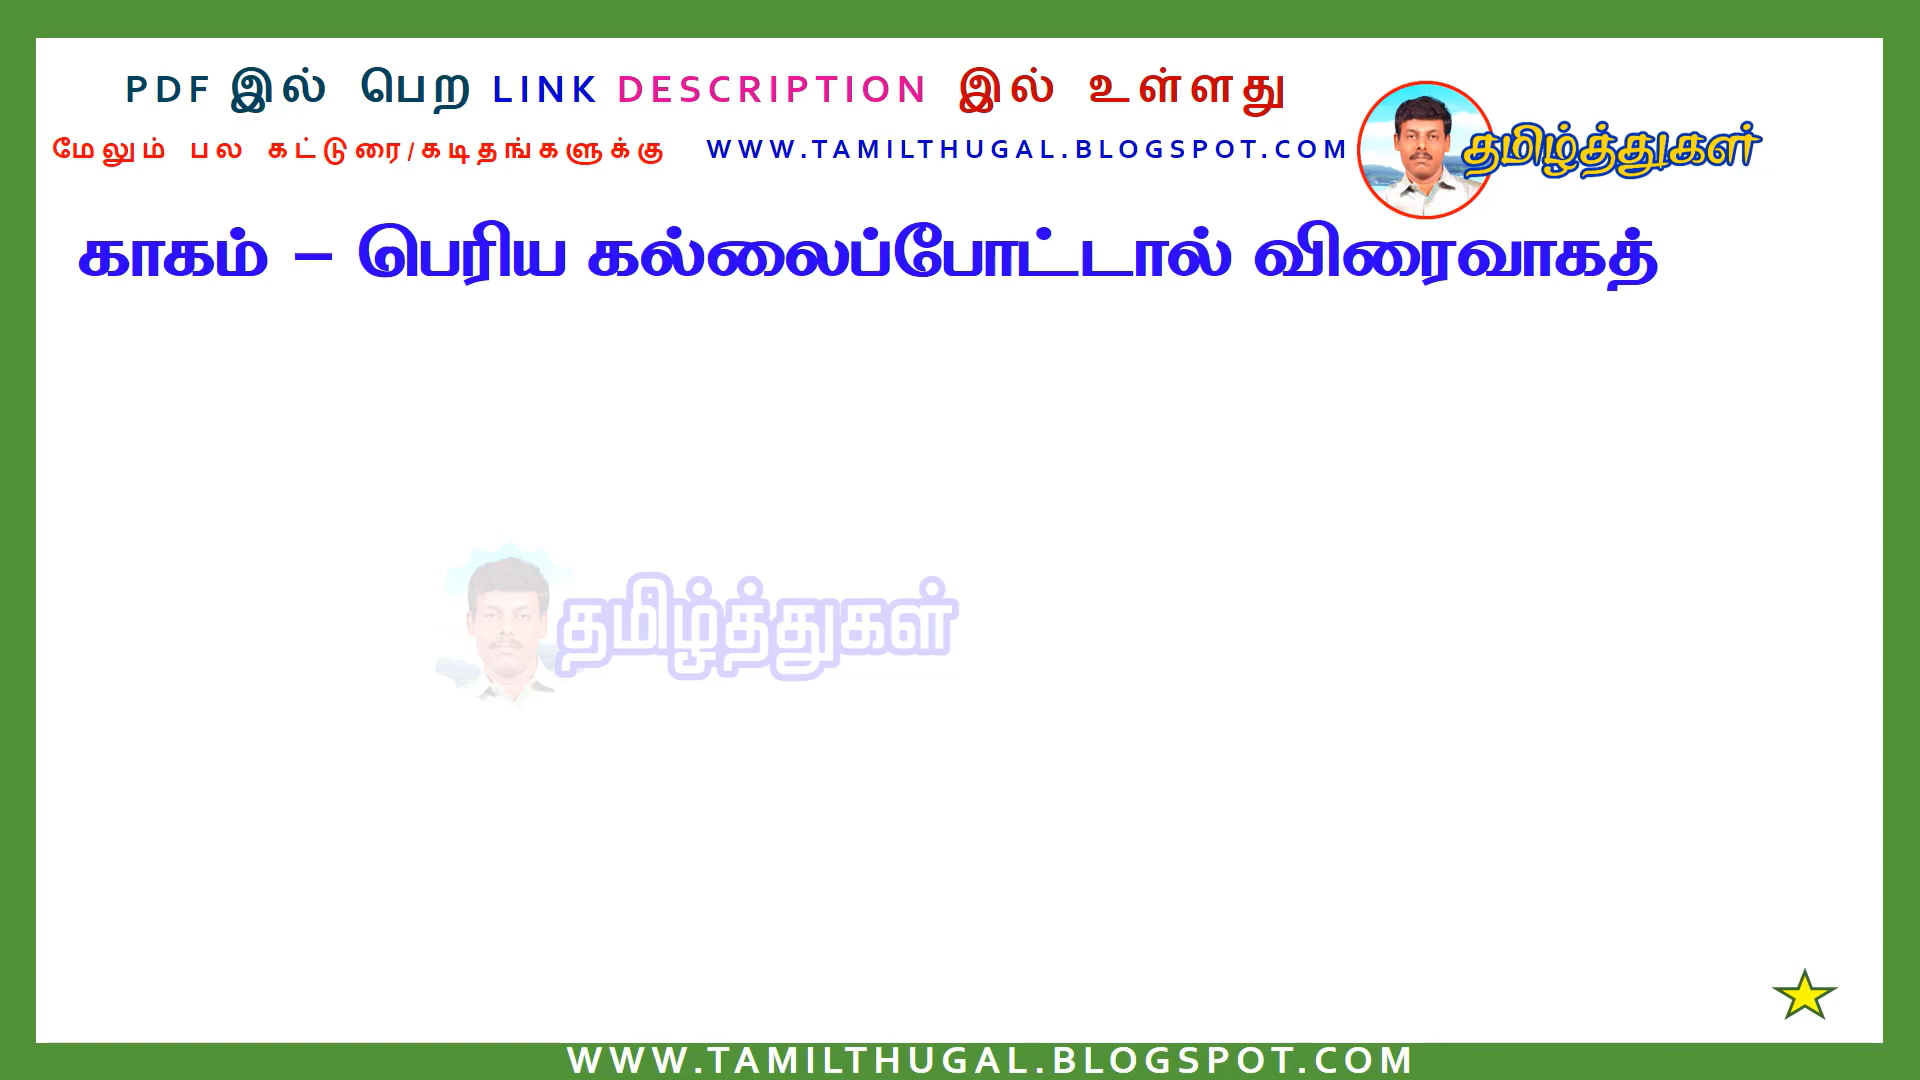 PDF இல் பெற LINK DESCRIPTION இல் உள்ளது
மேலும் பல கட்டுரை/கடிதங்களுக்கு WWW.TAMILTHUGAL.BLOGSPOT.COM
தமிழ்த்துகள்
காகம் – பெரிய கல்லைப்போட்டால் விரைவாகத்
தமிழ்த்துகள்
WWW.TAMILTHUGAL.BLOGSPOT.COM